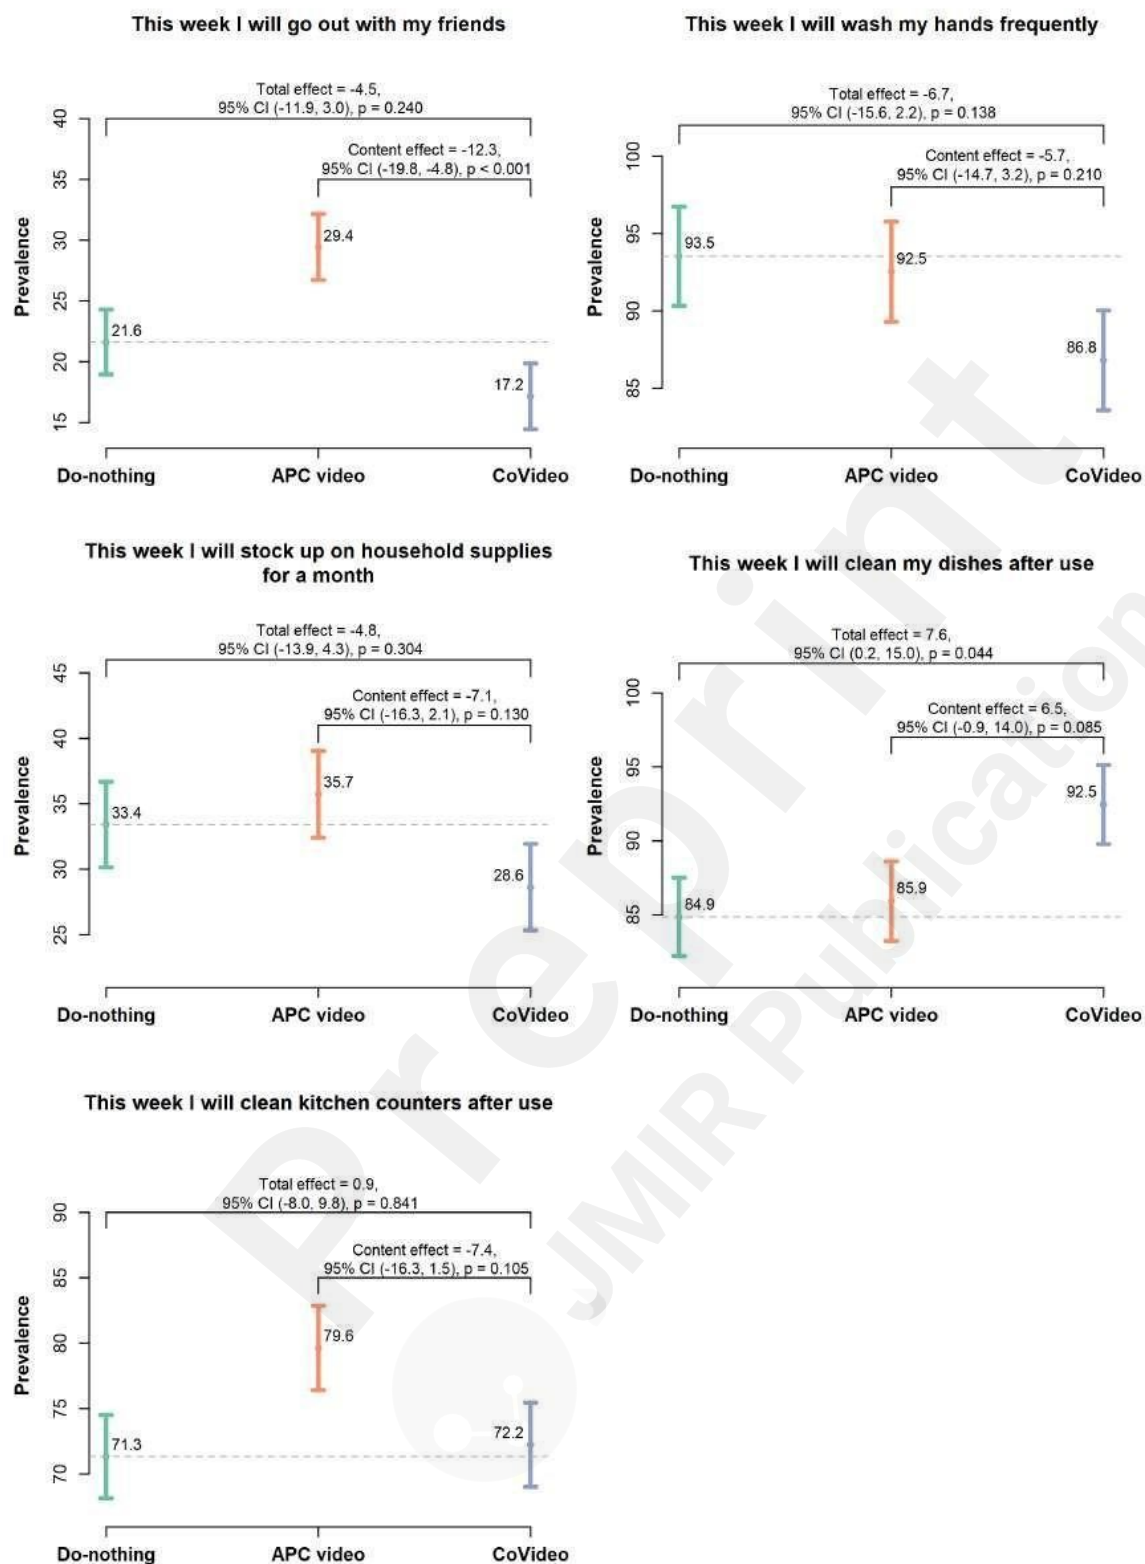 This week I will go out with my friends
Total effect = -4.5,
95% CI (-11.9, 3.0), p = 0.240
Content effect = -12.3,
95% CI (-19.8, -4.8), p < 0.001
Prevalence
40
35
30
25
20
15
21.6
29.4
17.2
Do-nothing
APC video
CoVideo
This week I will wash my hands frequently
Total effect = -6.7,
95% CI (-15.6, 2.2), p = 0.138
Content effect = -5.7,
95% CI (-14.7, 3.2), p = 0.210
Prevalence
100
95
90
85
93.5
92.5
86.8
Do-nothing
APC video
CoVideo
This week I will stock up on household supplies
for a month
Total effect = -4.8,
95% CI (-13.9, 4.3), p = 0.304
Content effect = -7.1,
95% CI (-16.3, 2.1), p = 0.130
Prevalence
45
40
35
30
25
33.4
35.7
28.6
Do-nothing
APC video
CoVideo
This week I will clean my dishes after use
Total effect = 7.6,
95% CI (0.2, 15.0), p = 0.044
Content effect = 6.5,
95% CI (-0.9, 14.0), p = 0.085
Prevalence
100
95
90
85
84.9
85.9
92.5
Do-nothing
APC video
CoVideo
This week I will clean kitchen counters after use
Total effect = 0.9,
95% CI (-8.0, 9.8), p = 0.841
Content effect = -7.4,
95% CI (-16.3, 1.5), p = 0.105
Prevalence
90
85
80
75
70
71.3
79.6
72.2
Do-nothing
APC video
CoVideo
Preprint
JMIR Publication